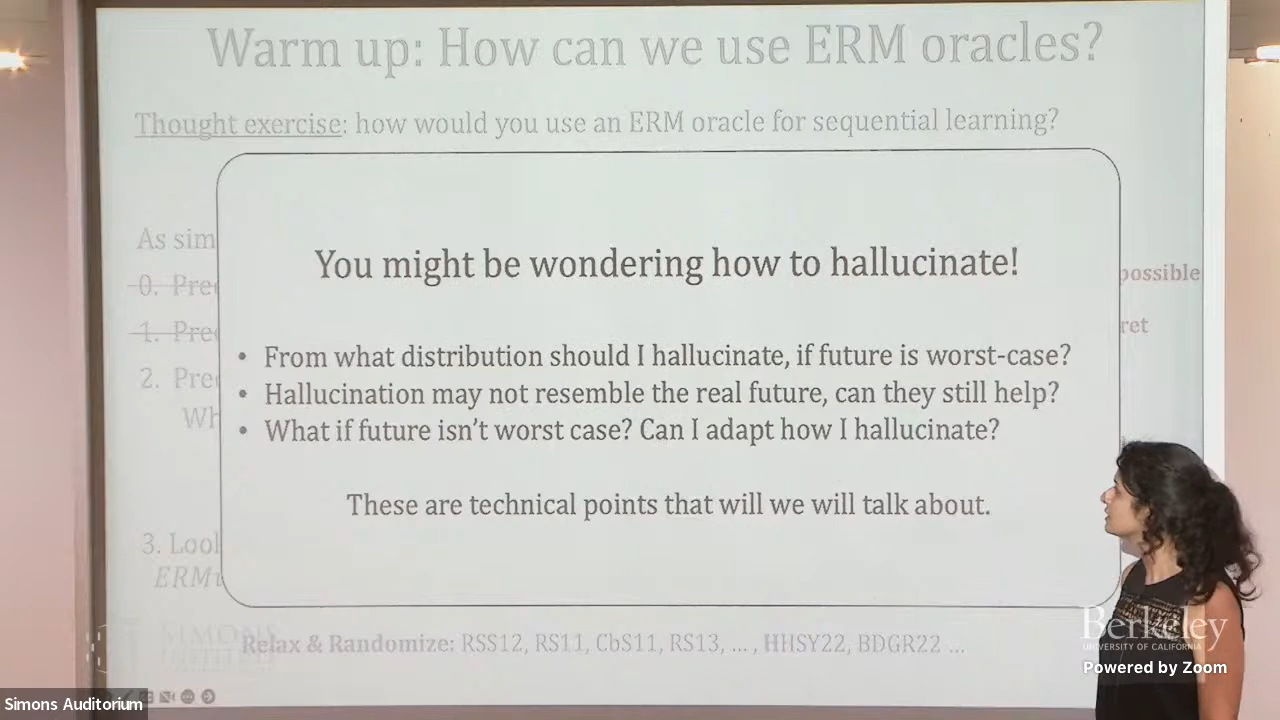 Warm up: How can we use ERM oracles?
Thought exercise: how would you use an ERM oracle for sequential learning?
You might be wondering how to hallucinate!
As sim
possible
0. Pre
ret
1. Pre
• From what distribution should I hallucinate, if future is worst-case?
2. Pre
• Hallucination may not resemble the real future, can they still help?
Wh
• What if future isn't worst case? Can I adapt how I hallucinate?
These are technical points that will we will talk about.
3. Lool
ERM
SIMONS
Relax & Randomize: RSS12, RS11, CbS11, RS13, ... , HHSY22, BDGR22 ...
Berkeley
UNIVERSITY OF CALIFORNIA
Powered by Zoom
Simons Auditorium